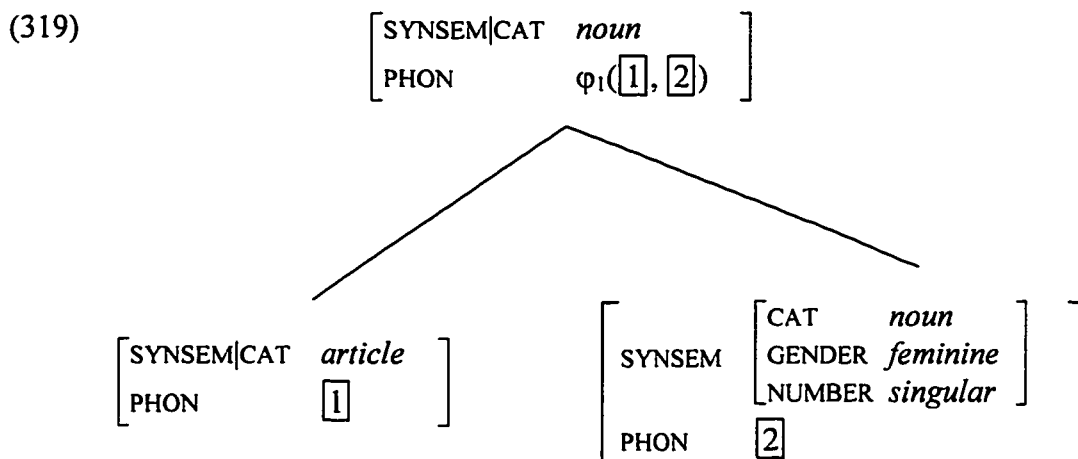 (319)
SYNSEM|CAT noun
PHON φ1(1, 2)
SYNSEM|CAT article
PHON 1
SYNSEM CAT noun
GENDER feminine
NUMBER singular
PHON 2